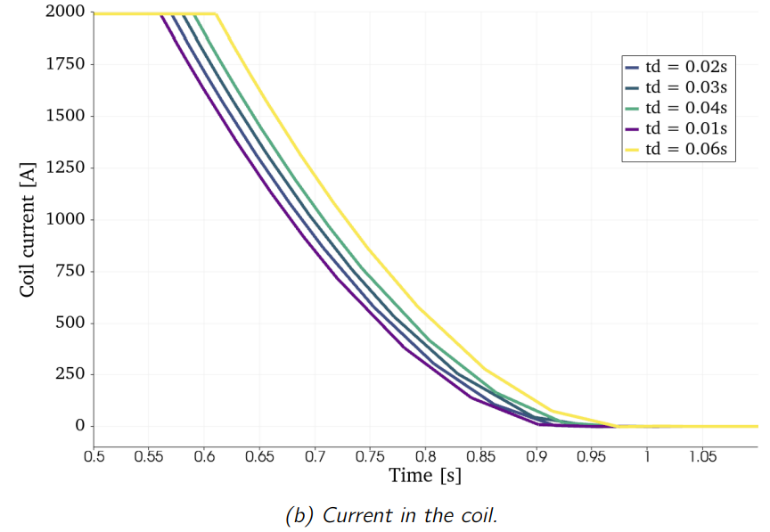 2000
1750
1500
1250
1000
750
500
250
0
Coil current [A]
td = 0.02s
td = 0.03s
td = 0.04s
td = 0.01s
td = 0.06s
0.5 0.55 0.6 0.65 0.7 0.75 0.8 0.85 0.9 0.95 1 1.05
Time [s]
(b) Current in the coil.